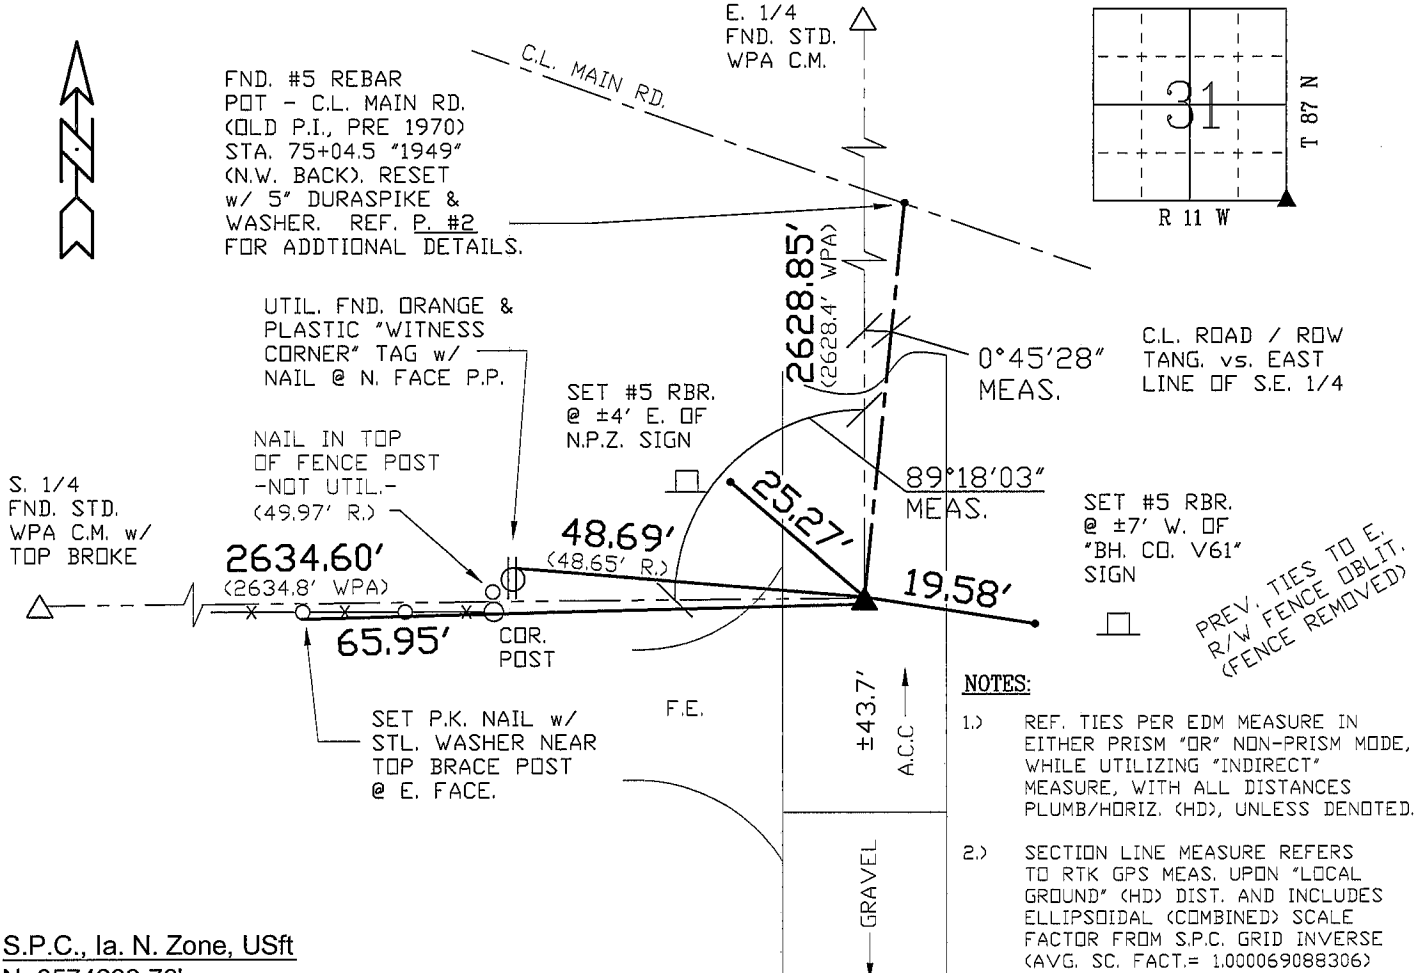 E. 1/4
FND. STD.
WPA C.M.
C.L. MAIN RD.
31
T 87 N
R 11 W
N
FND. #5 REBAR
POT - C.L. MAIN RD.
(OLD P.I., PRE 1970)
STA. 75+04.5 "1949"
(N.W. BACK). RESET
w/ 5" DURASPIKE &
WASHER. REF. P. #2
FOR ADDTIONAL DETAILS.
2628.85'
(2628.4' WPA)
UTIL. FND. ORANGE &
PLASTIC "WITNESS
CORNER" TAG w/
NAIL @ N. FACE P.P.
0°45'28"
MEAS.
C.L. ROAD / ROW
TANG. vs. EAST
LINE OF S.E. 1/4
SET #5 RBR.
@ ±4' E. OF
N.P.Z. SIGN
NAIL IN TOP
OF FENCE POST
-NOT UTIL.-
(49.97' R.)
89°18'03"
MEAS.
25.27'
S. 1/4
FND. STD.
WPA C.M. w/
TOP BROKE
SET #5 RBR.
@ ±7' W. OF
"BH. CO. V61"
SIGN
PREV. TIES TO E.
R/W FENCE OBLIT.
(FENCE REMOVED)
2634.60'
(2634.8' WPA)
48.69'
(48.65' R.)
19.58'
65.95'
COR.
POST
SET P.K. NAIL w/
STL. WASHER NEAR
TOP BRACE POST
@ E. FACE.
F.E.
±43.7'
A.C.C
GRAVEL
NOTES:
1.) REF. TIES PER EDM MEASURE IN
EITHER PRISM "OR" NON-PRISM MODE,
WHILE UTILIZING "INDIRECT"
MEASURE, WITH ALL DISTANCES
PLUMB/HORIZ. (HD), UNLESS DENOTED.
2.) SECTION LINE MEASURE REFERS
TO RTK GPS MEAS. UPON "LOCAL
GROUND" (HD) DIST. AND INCLUDES
ELLIPSOIDAL (COMBINED) SCALE
FACTOR FROM S.P.C. GRID INVERSE
(AVG. SC. FACT.= 1.000069088306)
S.P.C., Ia. N. Zone, USft